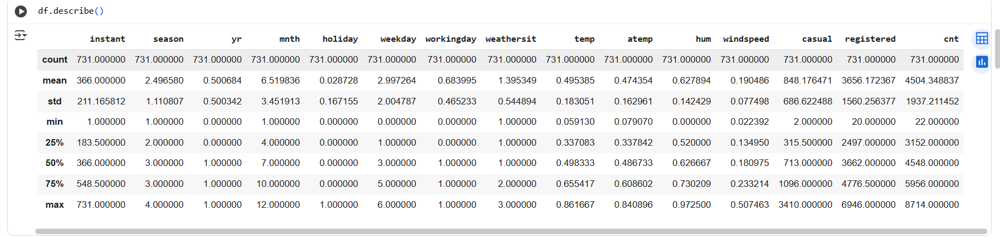 df.describe()
instant season yr mnth holiday weekday workingday weathersit temp atemp hum windspeed casual registered cnt
count 731.000000 731.000000 731.000000 731.000000 731.000000 731.000000 731.000000 731.000000 731.000000 731.000000 731.000000 731.000000 731.000000 731.000000 731.000000
mean 366.000000 2.496580 0.500684 6.519836 0.028728 2.997264 0.683995 1.395349 0.495385 0.474354 0.627894 0.190486 848.176471 3656.172367 4504.348837
std 211.165812 1.110807 0.500342 3.451913 0.167155 2.004787 0.465233 0.544894 0.183051 0.162961 0.142429 0.077498 686.622488 1560.256377 1937.211452
min 1.000000 1.000000 0.000000 1.000000 0.000000 0.000000 0.000000 1.000000 0.059130 0.079070 0.000000 0.022392 2.000000 20.000000 22.000000
25% 183.500000 2.000000 0.000000 4.000000 0.000000 1.000000 0.000000 1.000000 0.337083 0.337842 0.520000 0.134950 315.500000 2497.000000 3152.000000
50% 366.000000 3.000000 1.000000 7.000000 0.000000 3.000000 1.000000 1.000000 0.498333 0.486733 0.626667 0.180975 713.000000 3662.000000 4548.000000
75% 548.500000 3.000000 1.000000 10.000000 0.000000 5.000000 1.000000 2.000000 0.655417 0.608602 0.730209 0.233214 1096.000000 4776.500000 5956.000000
max 731.000000 4.000000 1.000000 12.000000 1.000000 6.000000 1.000000 3.000000 0.861667 0.840896 0.972500 0.507463 3410.000000 6946.000000 8714.000000